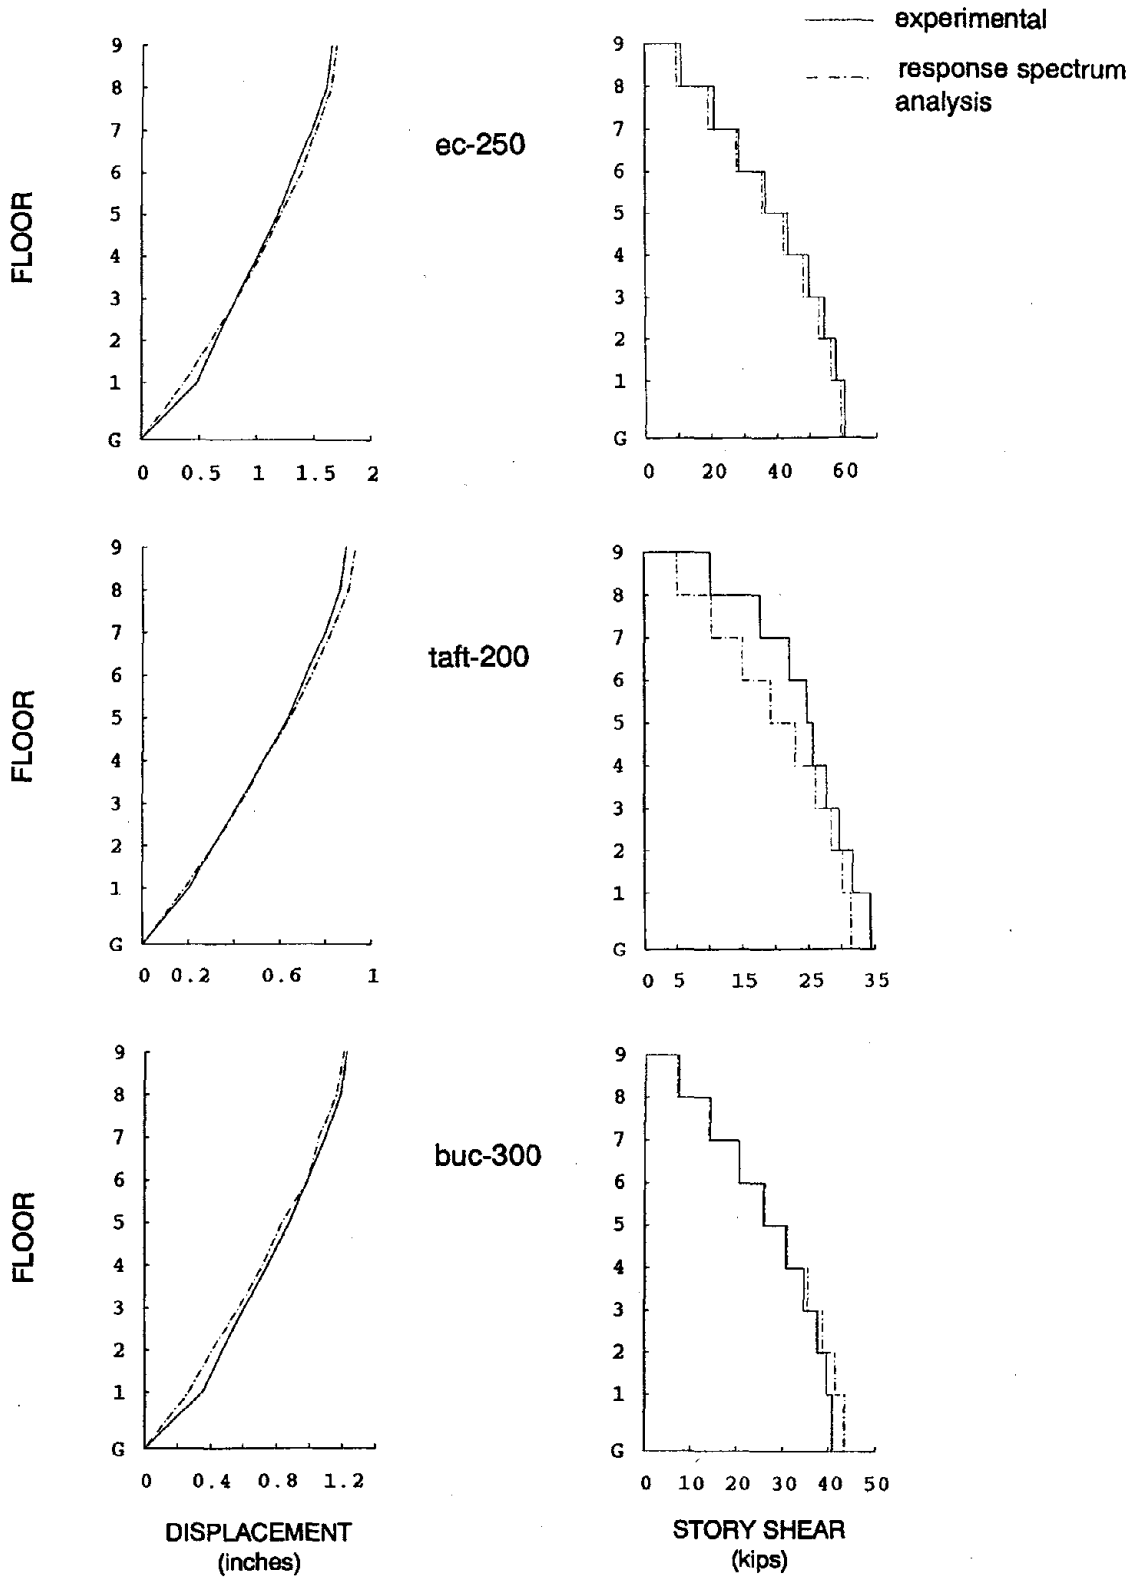 experimental
response spectrum
analysis
9
8
7
6
5
4
3
2
1
G
0 0.5 1 1.5 2
FLOOR
ec-250
9
8
7
6
5
4
3
2
1
G
0 20 40 60
9
8
7
6
5
4
3
2
1
G
0 0.2 0.6 1
FLOOR
taft-200
9
8
7
6
5
4
3
2
1
G
0 5 15 25 35
9
8
7
6
5
4
3
2
1
G
0 0.4 0.8 1.2
FLOOR
DISPLACEMENT
(inches)
buc-300
9
8
7
6
5
4
3
2
1
G
0 10 20 30 40 50
STORY SHEAR
(kips)